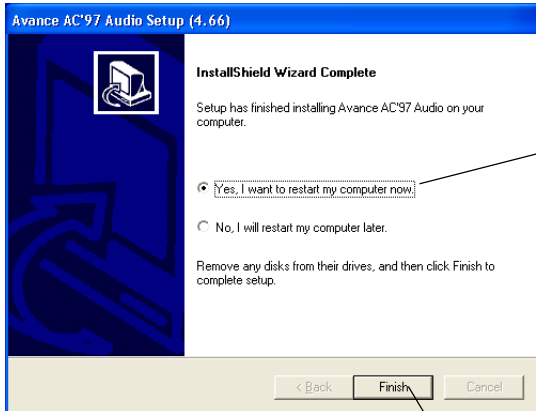 Avance AC'97 Audio Setup (4.66)
InstallShield Wizard Complete
Setup has finished installing Avance AC'97 Audio on your
computer.
Yes, I want to restart my computer now.
No, I will restart my computer later.
Remove any disks from their drives, and then click Finish to
complete setup.
< Back Finish Cancel